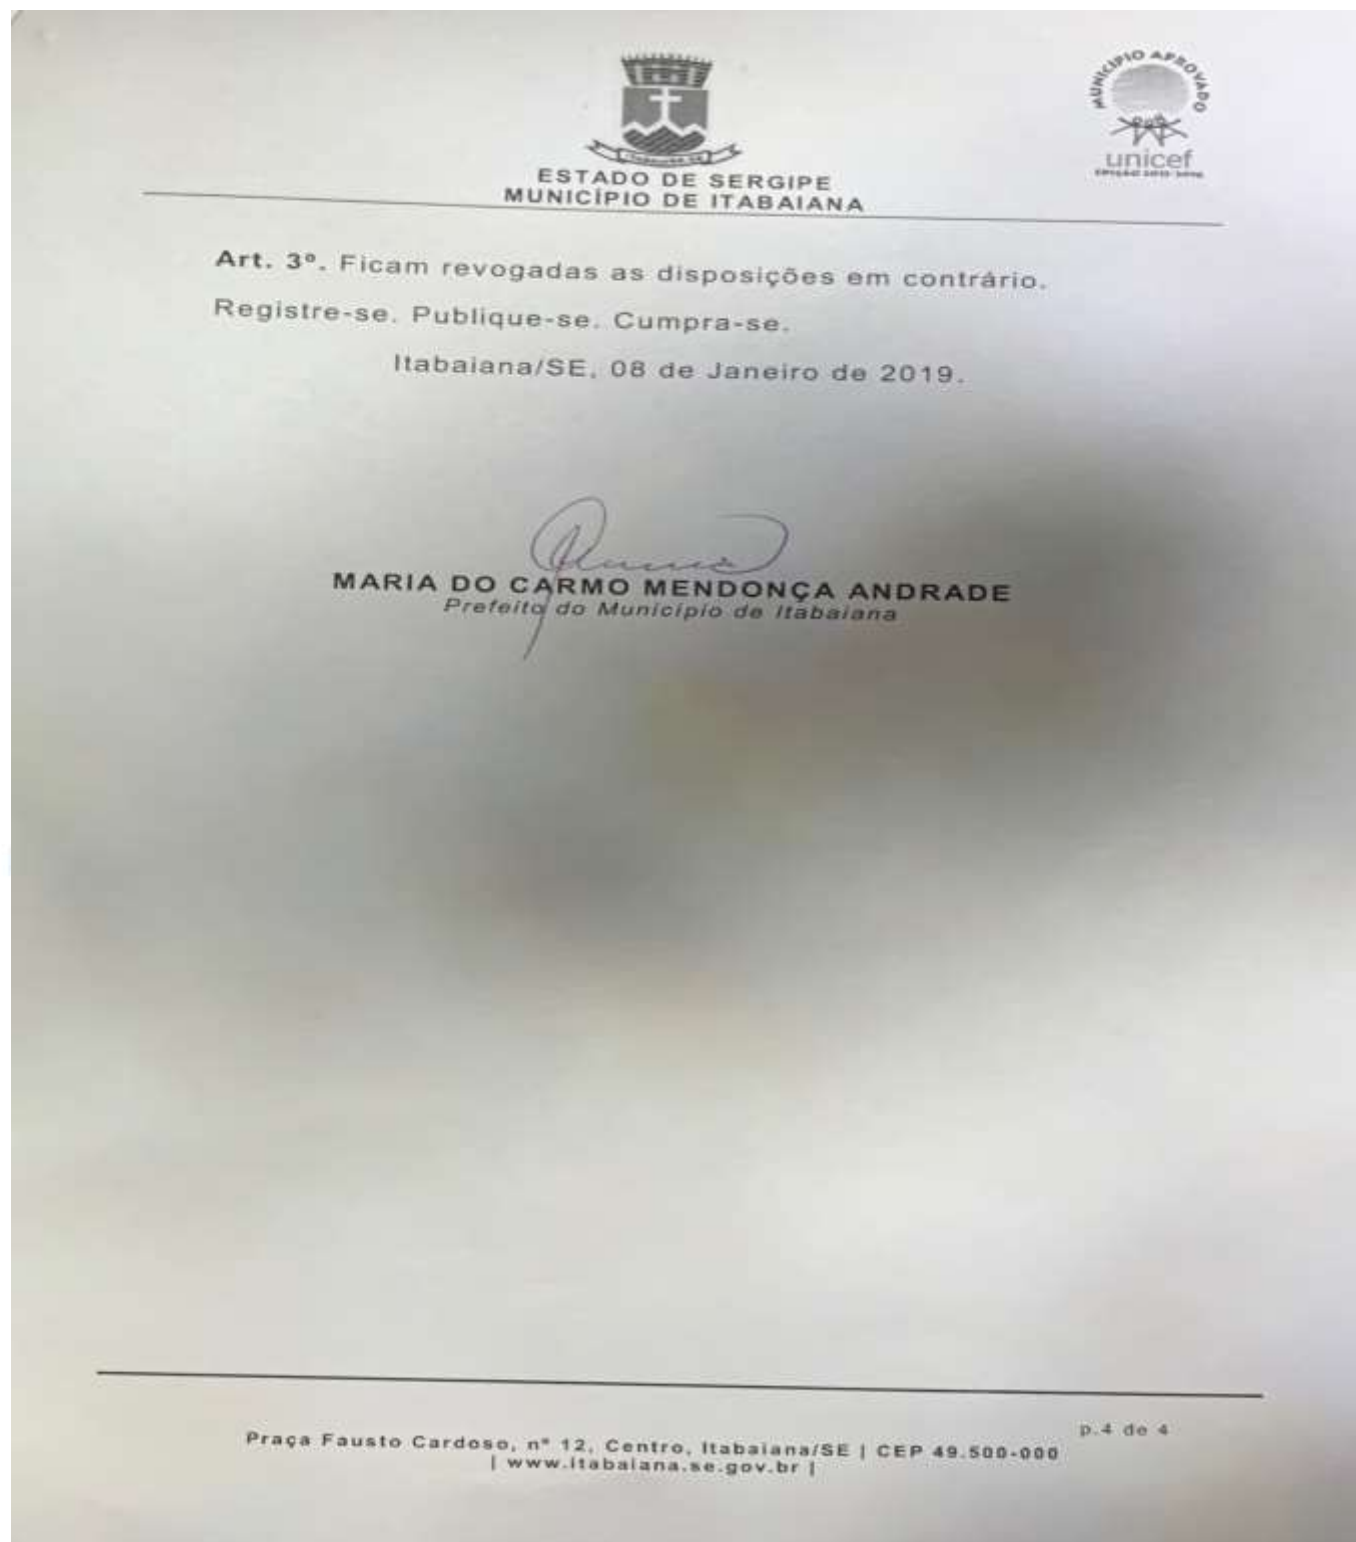 MUNICÍPIO APROVADO
unicef
ESTADO DE SERGIPE
MUNICÍPIO DE ITABAIANA
Art. 3º. Ficam revogadas as disposições em contrário.
Registre-se. Publique-se. Cumpra-se.
Itabaiana/SE, 08 de Janeiro de 2019.
MARIA DO CARMO MENDONÇA ANDRADE
Prefeito do Município de Itabaiana
p.4 de 4
Praça Fausto Cardoso, nº 12, Centro, Itabaiana/SE | CEP 49.500-000
| www.itabaiana.se.gov.br |